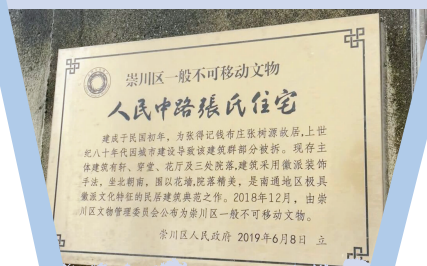 崇川区一般不可移动文物
人民中路張氏住宅
建成于民国初年，为张得记钱布庄张树源故居，上世
纪八十年代因城市建设导致该建筑群部分被拆。现存主
体建筑有轩、穿堂、花厅及三处院落，建筑采用徽派装饰
手法，坐北朝南，围以花墙，院落精美，是南通地区极具
徽派文化特征的民居建筑典范之作。2018年12月，由崇
川区文物管理委员会公布为崇川区一般不可移动文物。
崇川区人民政府 2019年6月8日 立